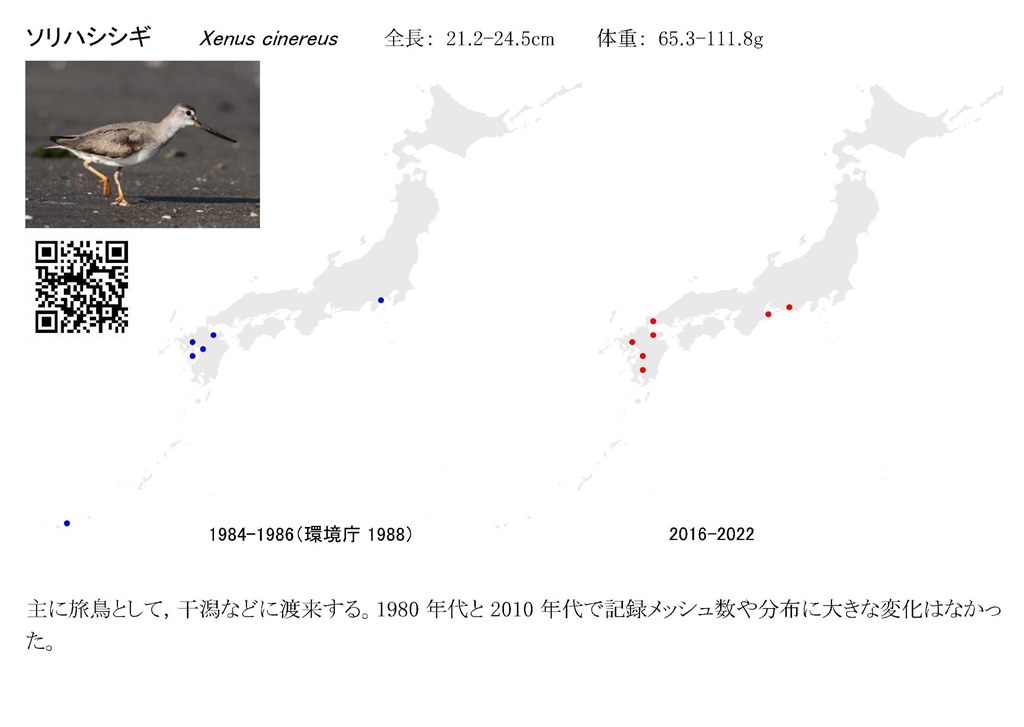 ソリハシシギ Xenus cinereus 全長： 21.2-24.5cm 体重： 65.3-111.8g
1984-1986（環境庁 1988） 2016-2022
主に旅鳥として，干潟などに渡来する。1980 年代と 2010 年代で記録メッシュ数や分布に大きな変化はなかっ
た。